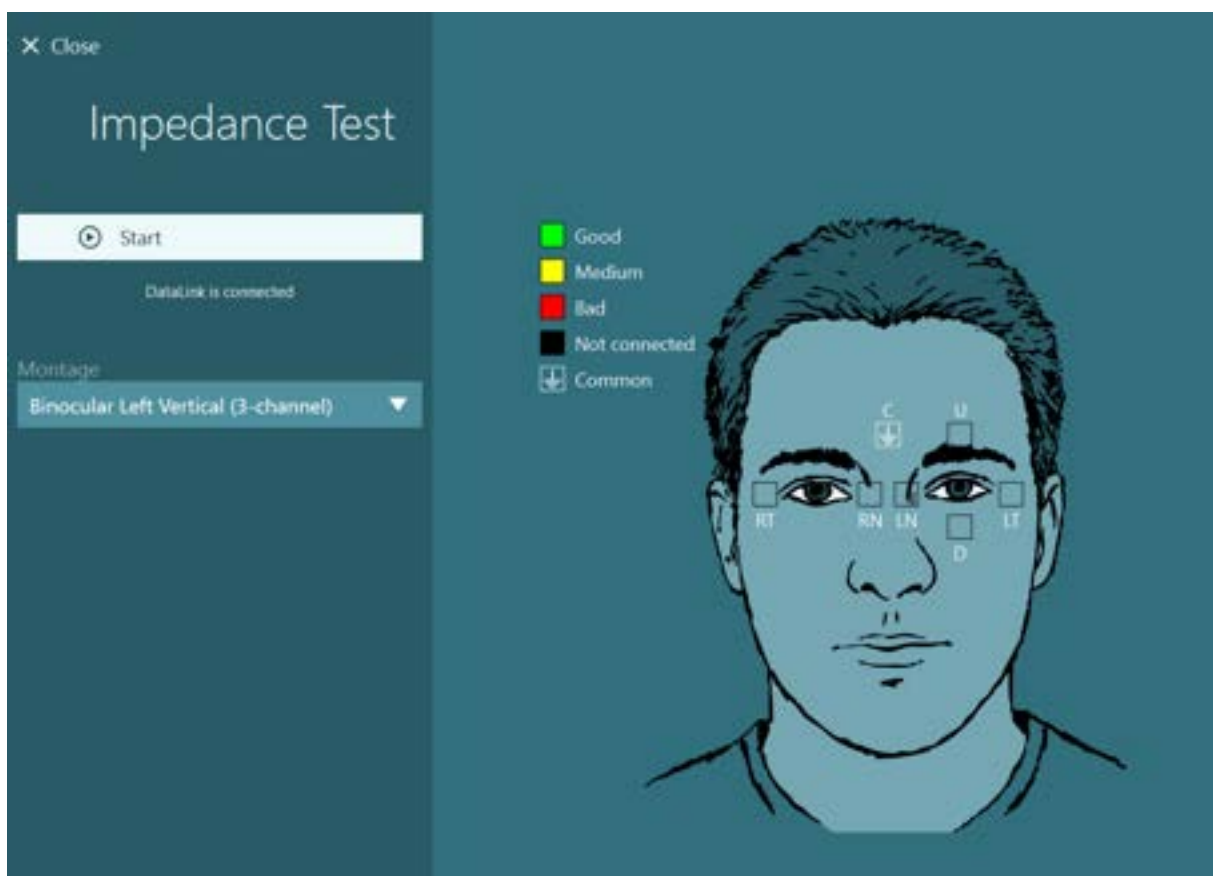 Close
Impedance Test
Start
DataLink is connected
Montage
Binocular Left Vertical (3-channel)
Good
Medium
Bad
Not connected
Common
C
U
RT
RN
LN
LT
D